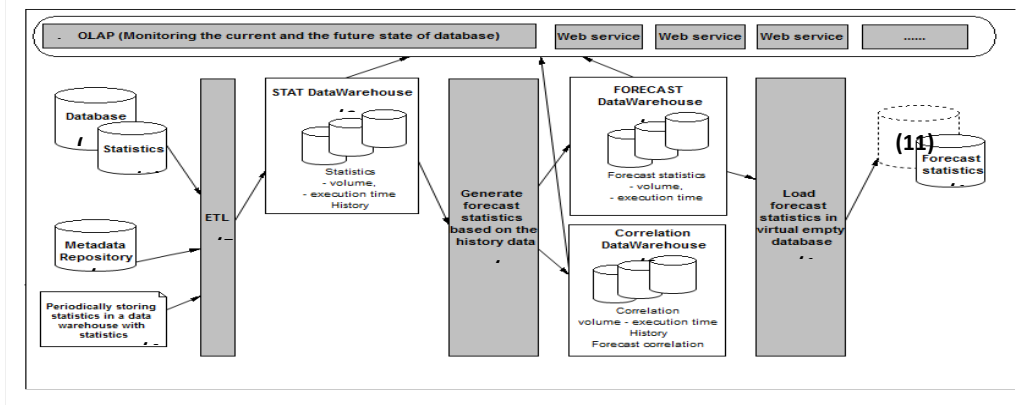 . OLAP (Monitoring the current and the future state of database)
Web service
Web service
Web service
......
Database
Statistics
Metadata
Repository
Periodically storing
statistics in a data
warehouse with
statistics
ETL
STAT DataWarehouse
Statistics
- volume,
- execution time
History
Generate
forecast
statistics
based on the
history data
FORECAST
DataWarehouse
Forecast statistics
- volume,
- execution time
Correlation
DataWarehouse
Correlation
volume - execution time
History
Forecast correlation
Load
forecast
statistics in
virtual empty
database
(11)
Forecast
statistics